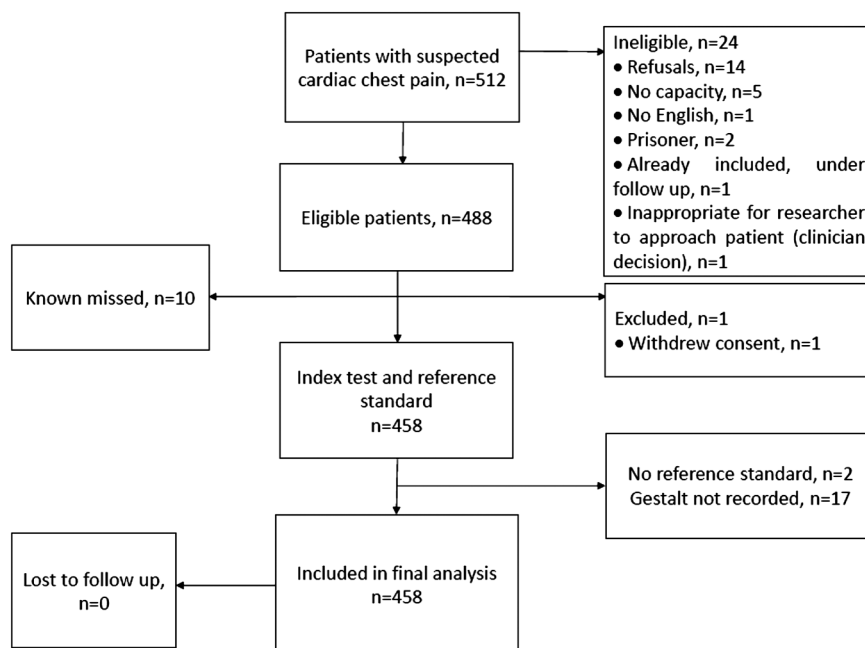 Patients with suspected
cardiac chest pain, n=512
Ineligible, n=24
● Refusals, n=14
● No capacity, n=5
● No English, n=1
● Prisoner, n=2
● Already included, under
follow up, n=1
● Inappropriate for researcher
to approach patient (clinician
decision), n=1
Eligible patients, n=488
Known missed, n=10
Excluded, n=1
● Withdrew consent, n=1
Index test and reference
standard
n=458
No reference standard, n=2
Gestalt not recorded, n=17
Lost to follow up,
n=0
Included in final analysis
n=458